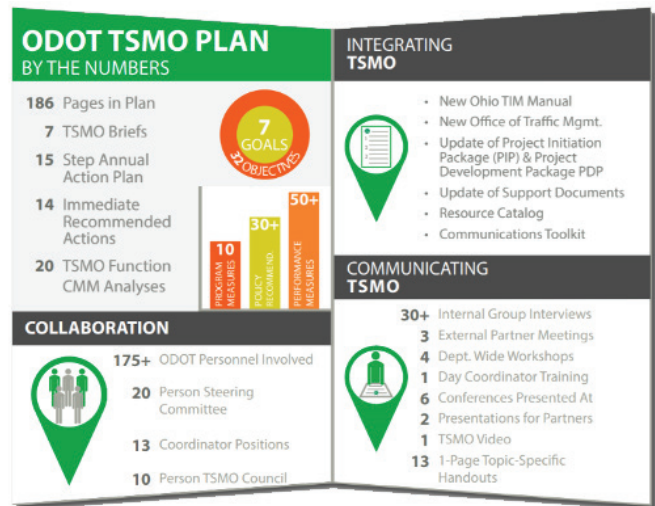 ODOT TSMO PLAN
BY THE NUMBERS
186 Pages in Plan
7 TSMO Briefs
15 Step Annual
Action Plan
14 Immediate
Recommended
Actions
20 TSMO Function
CMM Analyses
7
GOALS
32 OBJECTIVES
10
PROGRAM
MEASURES
30+
POLICY
RECOMMEND.
50+
PERFORMANCE
MEASURES
COLLABORATION
175+ ODOT Personnel Involved
20 Person Steering
Committee
13 Coordinator Positions
10 Person TSMO Council
INTEGRATING
TSMO
• New Ohio TIM Manual
• New Office of Traffic Mgmt.
• Update of Project Initiation
Package (PIP) & Project
Development Package PDP
• Update of Support Documents
• Resource Catalog
• Communications Toolkit
COMMUNICATING
TSMO
30+ Internal Group Interviews
3 External Partner Meetings
4 Dept. Wide Workshops
1 Day Coordinator Training
6 Conferences Presented At
2 Presentations for Partners
1 TSMO Video
13 1-Page Topic-Specific
Handouts